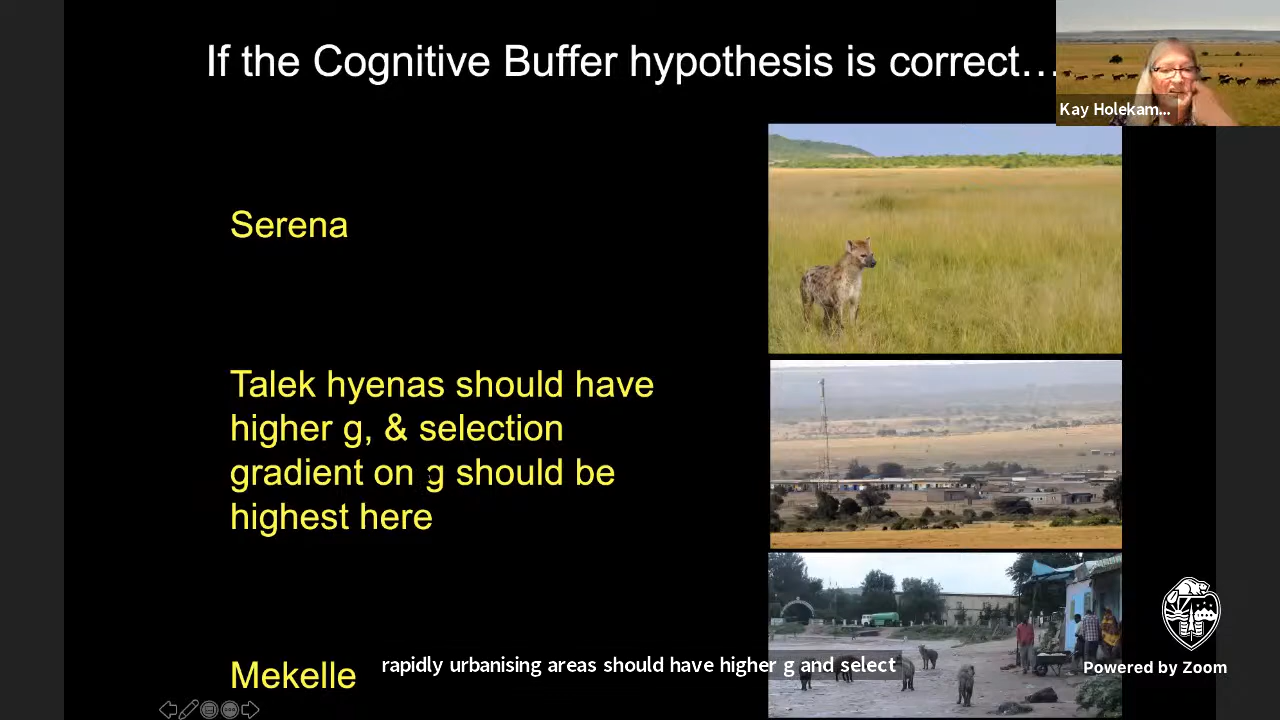 If the Cognitive Buffer hypothesis is correct…
Kay Holekam...
Serena
Talek hyenas should have
higher g, & selection
gradient on g should be
highest here
Mekelle
rapidly urbanising areas should have higher g and select
Powered by Zoom